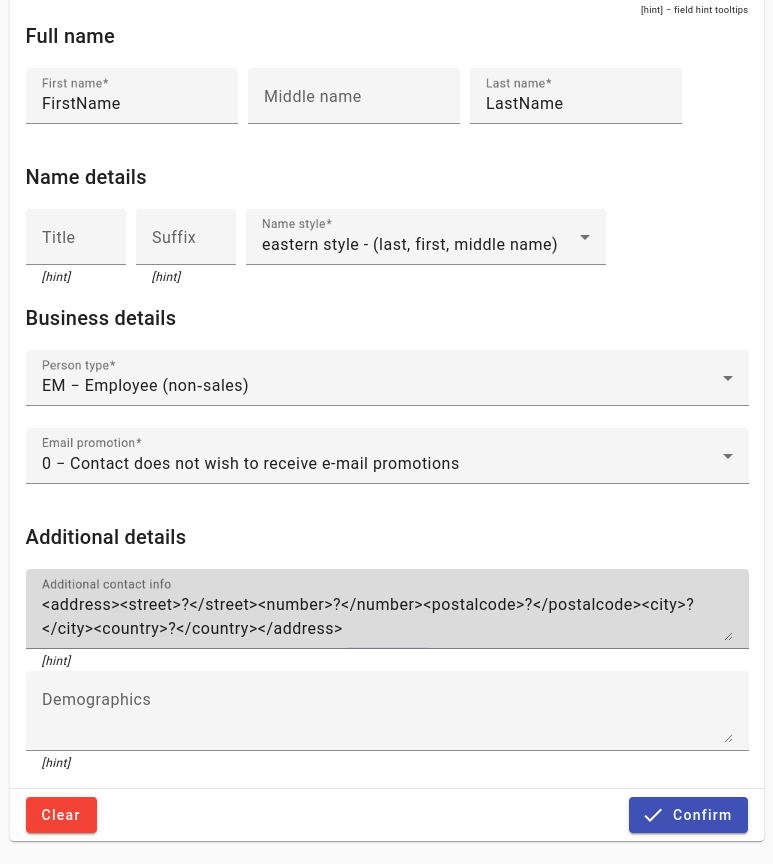 [hint] – field hint tooltips
Full name
First name*
FirstName
Middle name
Last name*
LastName
Name details
Title
Suffix
Name style*
eastern style - (last, first, middle name)
[hint]
[hint]
Business details
Person type*
EM – Employee (non-sales)
Email promotion*
0 – Contact does not wish to receive e-mail promotions
Additional details
Additional contact info
<address><street>?</street><number>?</number><postalcode>?</postalcode><city>?
</city><country>?</country></address>
[hint]
Demographics
[hint]
Clear
Confirm